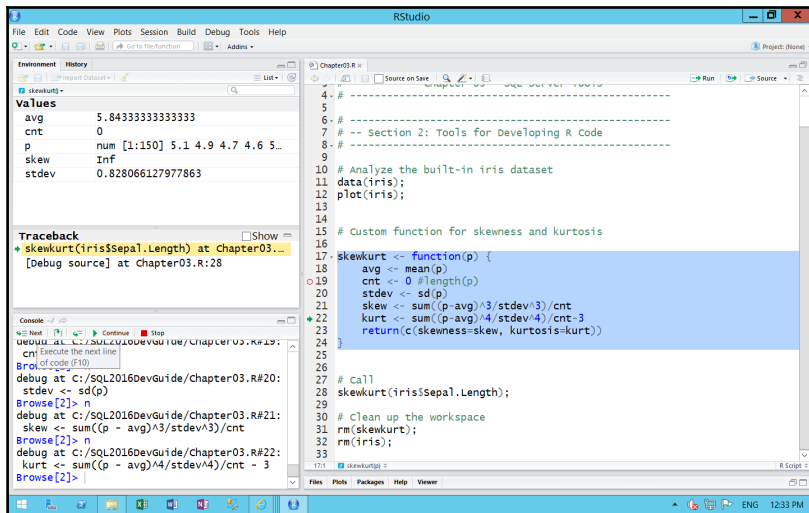 RStudio
File Edit Code View Plots Session Build Debug Tools Help
Go to file/function Addins Project: (None)
Environment History
Import Dataset List
skewkurt()
Values
avg 5.84333333333333
cnt 0
p num [1:150] 5.1 4.9 4.7 4.6 5…
skew Inf
stdev 0.828066127977863
Traceback Show
skewkurt(iris$Sepal.Length) at Chapter03.…
[Debug source] at Chapter03.R:28
Console ~/
Next Continue Stop
debug at C:/SQL2016DevGuide/Chapter03.R#19:
cn
Execute the next line
of code (F10)
Brow
debug at C:/SQL2016DevGuide/Chapter03.R#20:
stdev <- sd(p)
Browse[2]> n
debug at C:/SQL2016DevGuide/Chapter03.R#21:
skew <- sum((p - avg)^3/stdev^3)/cnt
Browse[2]> n
debug at C:/SQL2016DevGuide/Chapter03.R#22:
kurt <- sum((p - avg)^4/stdev^4)/cnt - 3
Browse[2]>
Chapter03.R
Source on Save Run Source
3 # Chapter 03 - SQL Server Tools
4 # ------------------------------------------------
5
6 # ------------------------------------------------
7 # -- Section 2: Tools for Developing R Code
8 # ------------------------------------------------
9
10 # Analyze the built-in iris dataset
11 data(iris);
12 plot(iris);
13
14
15 # Custom function for skewness and kurtosis
16
17 skewkurt <- function(p) {
18 avg <- mean(p)
19 cnt <- 0 #length(p)
20 stdev <- sd(p)
21 skew <- sum((p-avg)^3/stdev^3)/cnt
22 kurt <- sum((p-avg)^4/stdev^4)/cnt-3
23 return(c(skewness=skew, kurtosis=kurt))
24 }
25
26
27 # Call
28 skewkurt(iris$Sepal.Length);
29
30 # Clean up the workspace
31 rm(skewkurt);
32 rm(iris);
33
17:1 skewkurt(p) R Script
Files Plots Packages Help Viewer
ENG 12:33 PM